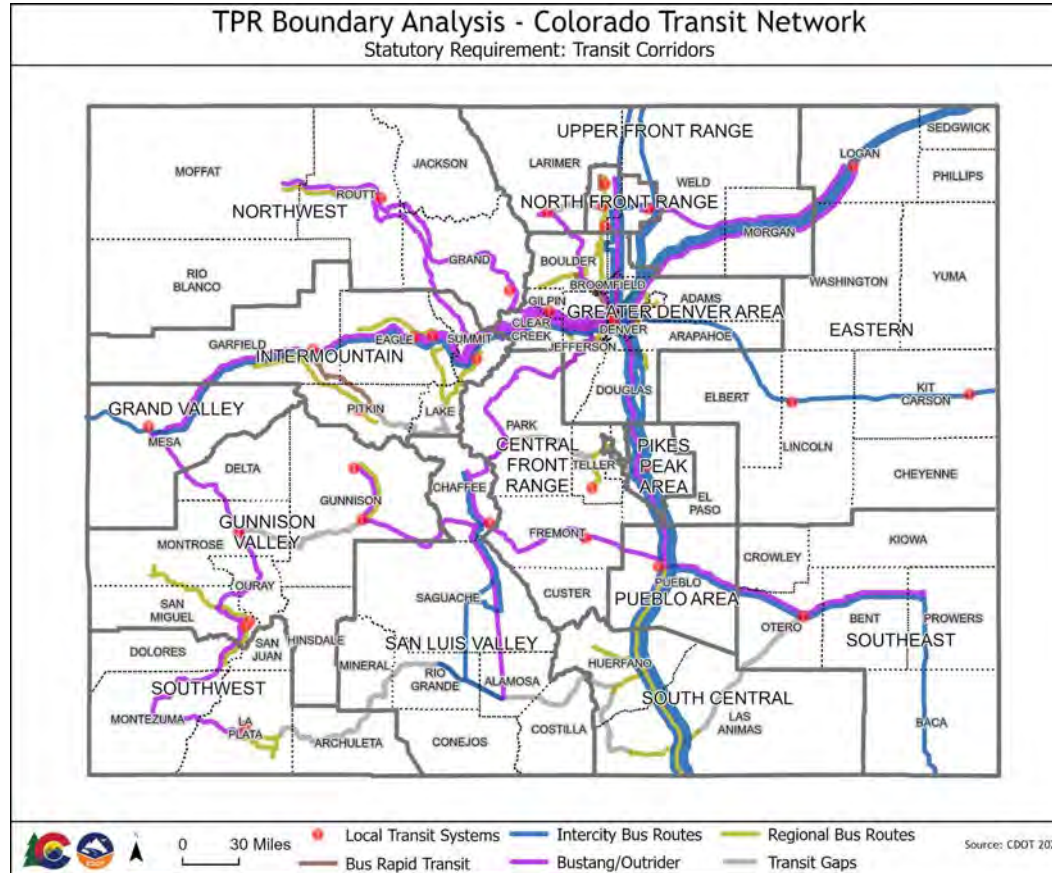 TPR Boundary Analysis - Colorado Transit Network
Statutory Requirement: Transit Corridors
UPPER FRONT RANGE
SEDGWICK
LOGAN
LARIMER
JACKSON
MOFFAT
PHILLIPS
WELD
ROUTT
NORTH FRONT RANGE
NORTHWEST
MORGAN
GRAND
BOULDER
RIO
BLANCO
WASHINGTON
YUMA
BROOMFIELD
ADAMS
GILPIN
GREATER DENVER AREA
CLEAR
CREEK
DENVER
EASTERN
EAGLE
SUMMIT
GARFIELD
JEFFERSON
ARAPAHOE
INTERMOUNTAIN
DOUGLAS
ELBERT
KIT
CARSON
PITKIN
LAKE
GRAND VALLEY
MESA
PARK
LINCOLN
CENTRAL
FRONT
RANGE
PIKES
PEAK
AREA
TELLER
DELTA
CHAFFEE
CHEYENNE
GUNNISON
EL
PASO
GUNNISON
VALLEY
FREMONT
MONTROSE
KIOWA
CROWLEY
OURAY
PUEBLO
PUEBLO AREA
SAGUACHE
CUSTER
SAN
MIGUEL
OTERO
BENT
PROWERS
SOUTHEAST
SAN
JUAN
HINSDALE
SAN LUIS VALLEY
DOLORES
MINERAL
HUERFANO
SOUTHWEST
RIO
GRANDE
ALAMOSA
SOUTH CENTRAL
MONTEZUMA
LA
PLATA
COSTILLA
LAS
ANIMAS
BACA
ARCHULETA
CONEJOS
0 30 Miles
Local Transit Systems
Intercity Bus Routes
Regional Bus Routes
Bus Rapid Transit
Bustang/Outrider
Transit Gaps
Source: CDOT 202